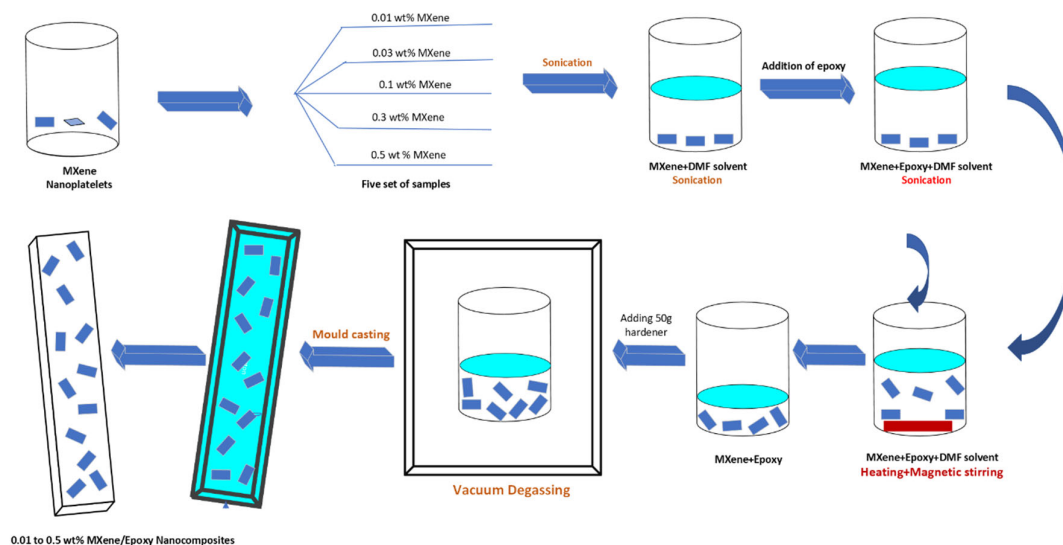 0.01 wt% MXene
0.03 wt% MXene
0.1 wt% MXene
0.3 wt% MXene
0.5 wt % MXene
MXene
Nanoplatelets
Five set of samples
Sonication
MXene+DMF solvent
Sonication
Addition of epoxy
MXene+Epoxy+DMF solvent
Sonication
MXene+Epoxy+DMF solvent
Heating+Magnetic stirring
MXene+Epoxy
Adding 50g
hardener
Vacuum Degassing
Mould casting
0.01 to 0.5 wt% MXene/Epoxy Nanocomposites